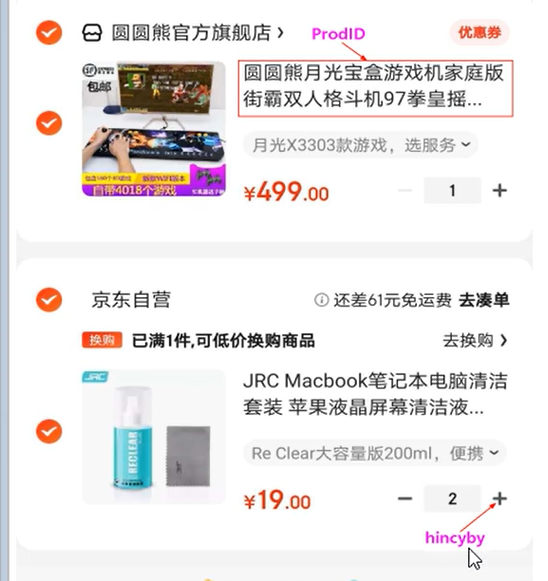 圆圆熊官方旗舰店 >
ProdID
优惠券
圆圆熊月光宝盒游戏机家庭版
街霸双人格斗机97拳皇摇...
包邮
自带4018个游戏
月光X3303款游戏，选服务
¥499.00
1 +
京东自营
还差61元免运费 去凑单
换购 已满1件,可低价换购商品
去换购 >
JRC
RECLEAR
JRC Macbook笔记本电脑清洁
套装 苹果液晶屏幕清洁液...
Re Clear大容量版200ml，便携
¥19.00
- 2 +
hincyby